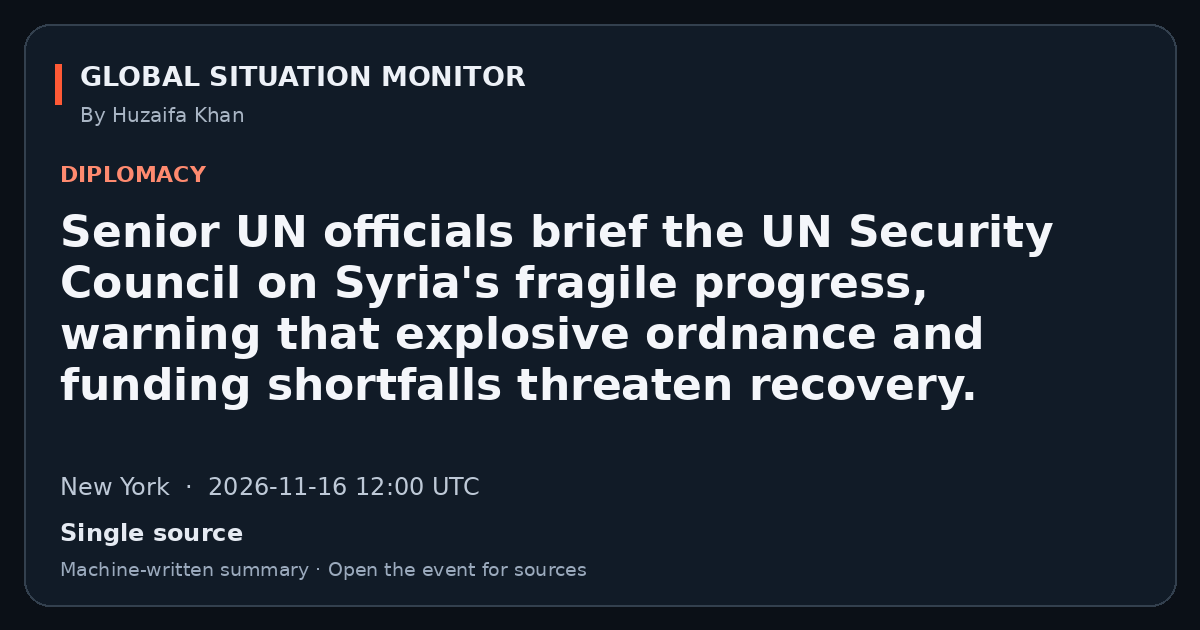 GLOBAL SITUATION MONITOR
By Huzaifa Khan
DIPLOMACY
Senior UN officials brief the UN Security
Council on Syria's fragile progress,
warning that explosive ordnance and
funding shortfalls threaten recovery.
New York · 2026-11-16 12:00 UTC
Single source
Machine-written summary · Open the event for sources